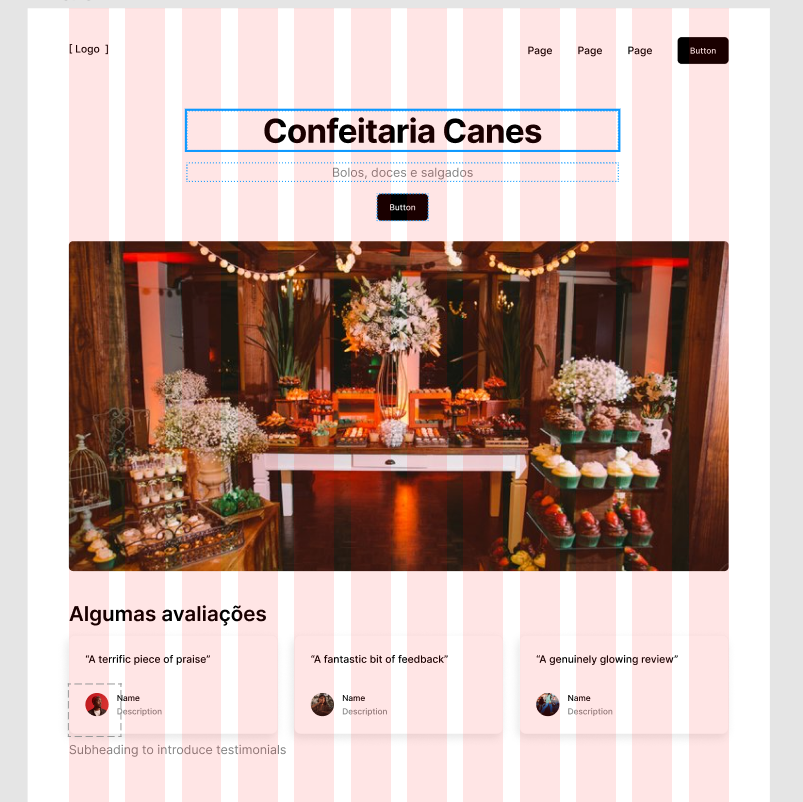 [ Logo ]
Page Page Page Button
Confeitaria Canes
Bolos, doces e salgados
Button
Algumas avaliações
“A terrific piece of praise” “A fantastic bit of feedback” “A genuinely glowing review”
Name Name Name
Description Description Description
Subheading to introduce testimonials